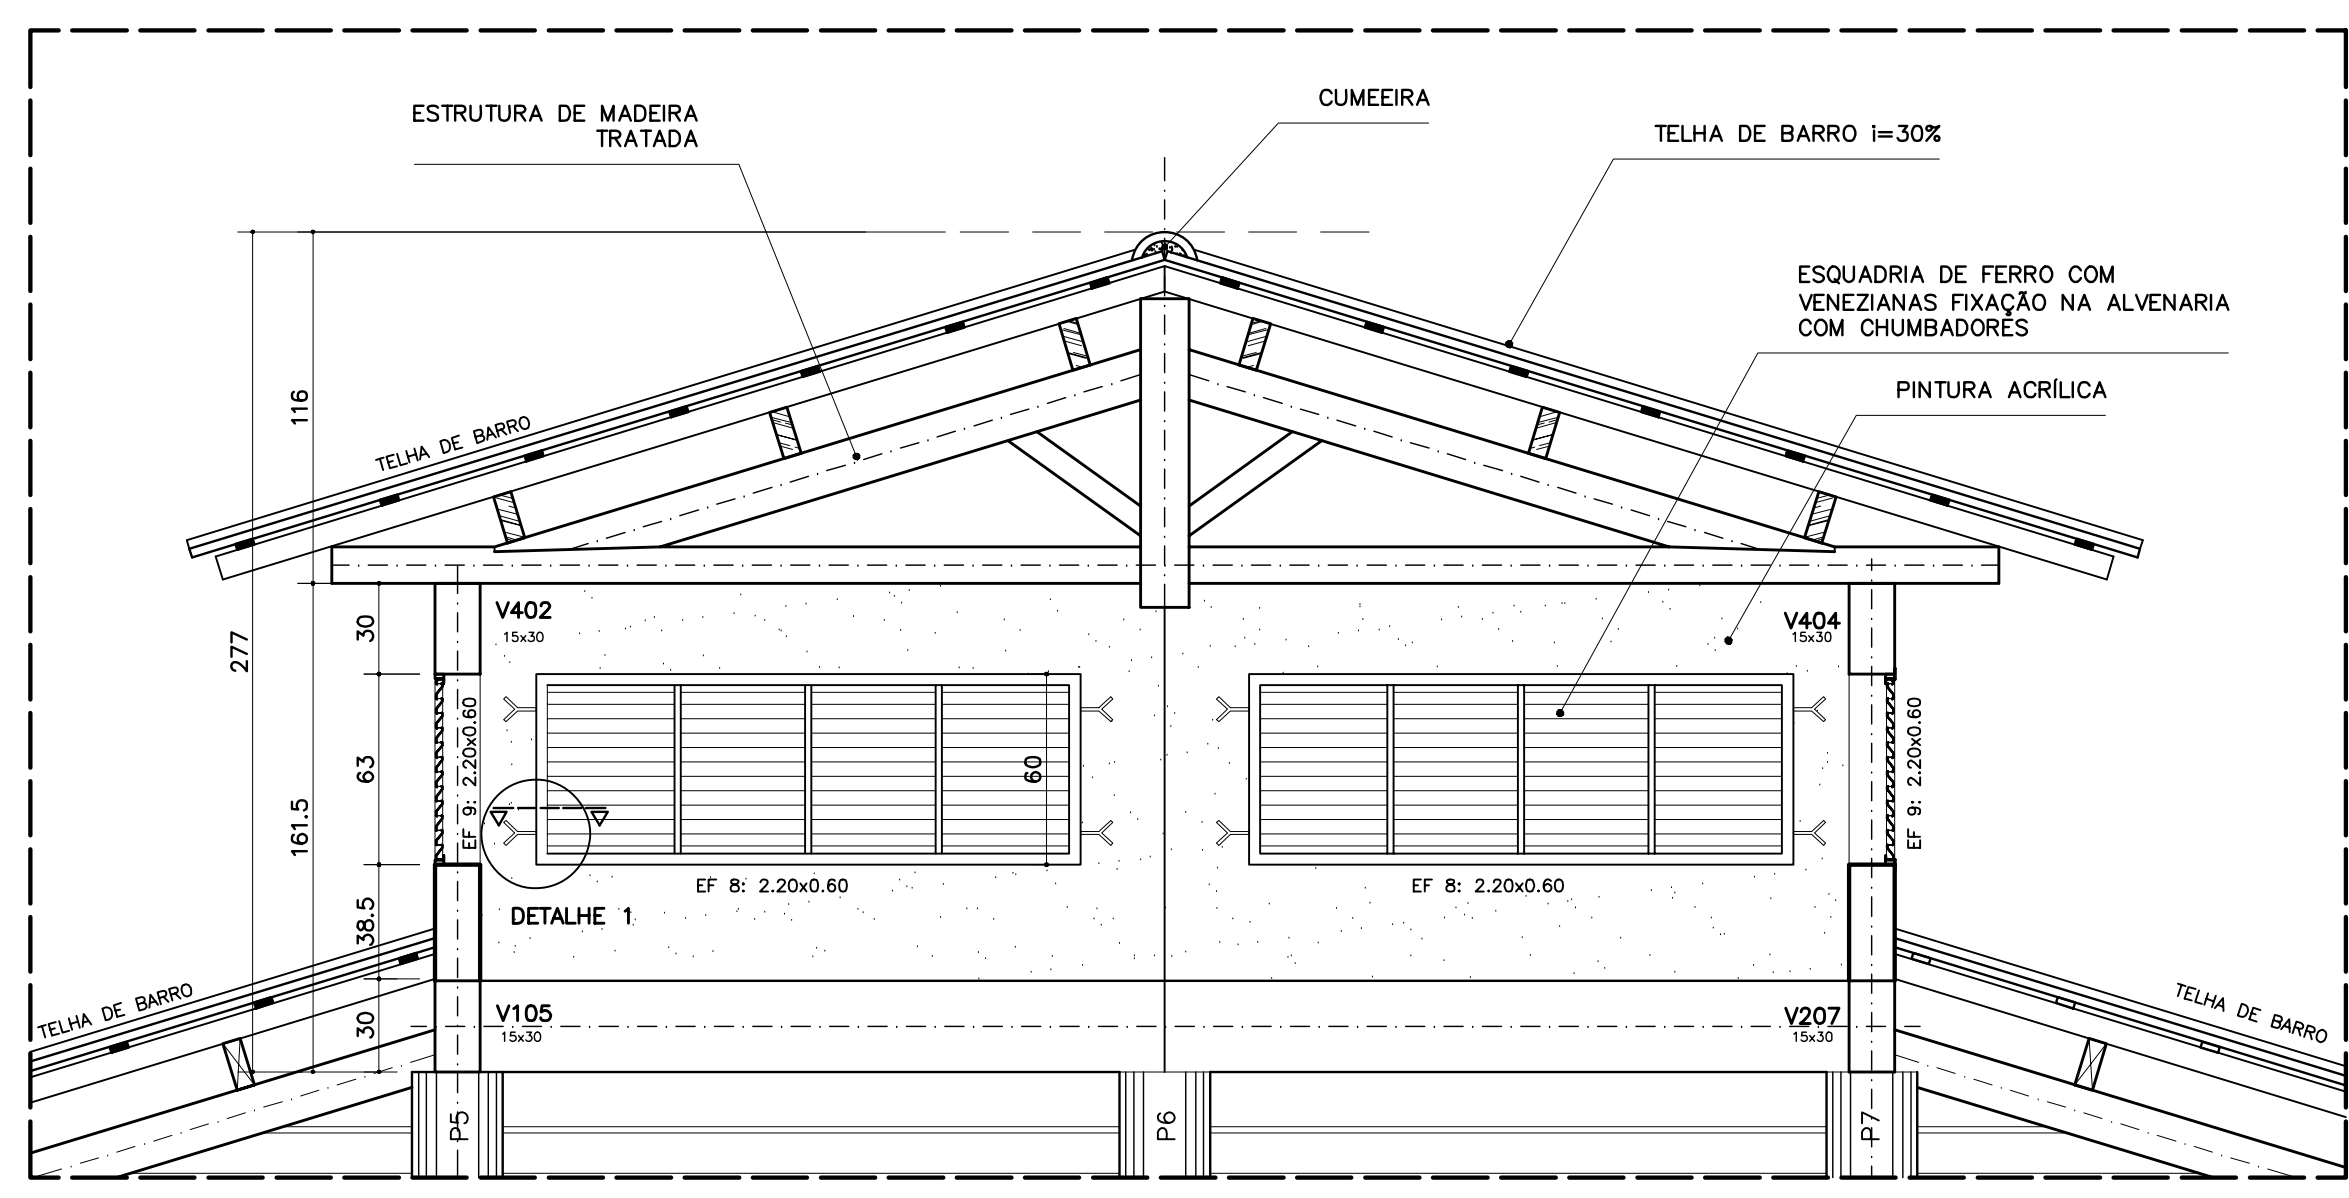 CUMEEIRA
ESTRUTURA DE MADEIRA
TRATADA
TELHA DE BARRO i=30%
ESQUADRIA DE FERRO COM
VENEZIANAS FIXAÇÃO NA ALVENARIA
COM CHUMBADORES
PINTURA ACRÍLICA
TELHA DE BARRO
116
277
161.5
30
63
38.5
30
V402
15x30
V404
15x30
EF 9: 2.20x0.60
60
EF 9: 2.20x0.60
EF 8: 2.20x0.60
EF 8: 2.20x0.60
DETALHE 1
TELHA DE BARRO
TELHA DE BARRO
V105
15x30
V207
15x30
P5
P6
P7